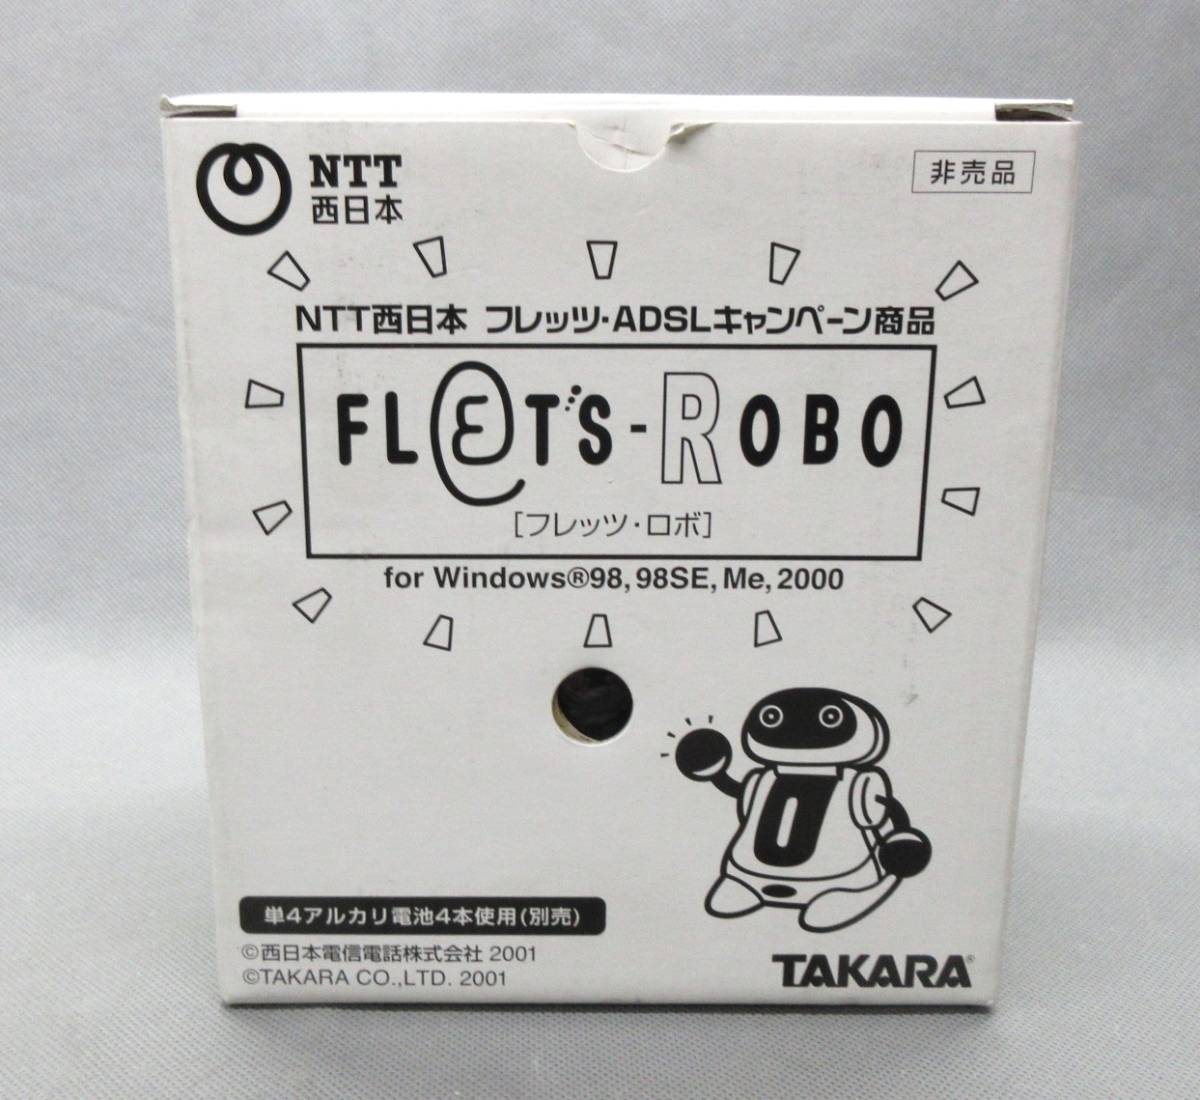 NTT
西日本
非売品
NTT西日本 フレッツ・ADSLキャンペーン商品
FLET'S-ROBO
[フレッツ・ロボ]
for Windows®98, 98SE, Me, 2000
単4アルカリ電池4本使用(別売)
©西日本電信電話株式会社 2001
©TAKARA CO.,LTD. 2001
TAKARA®